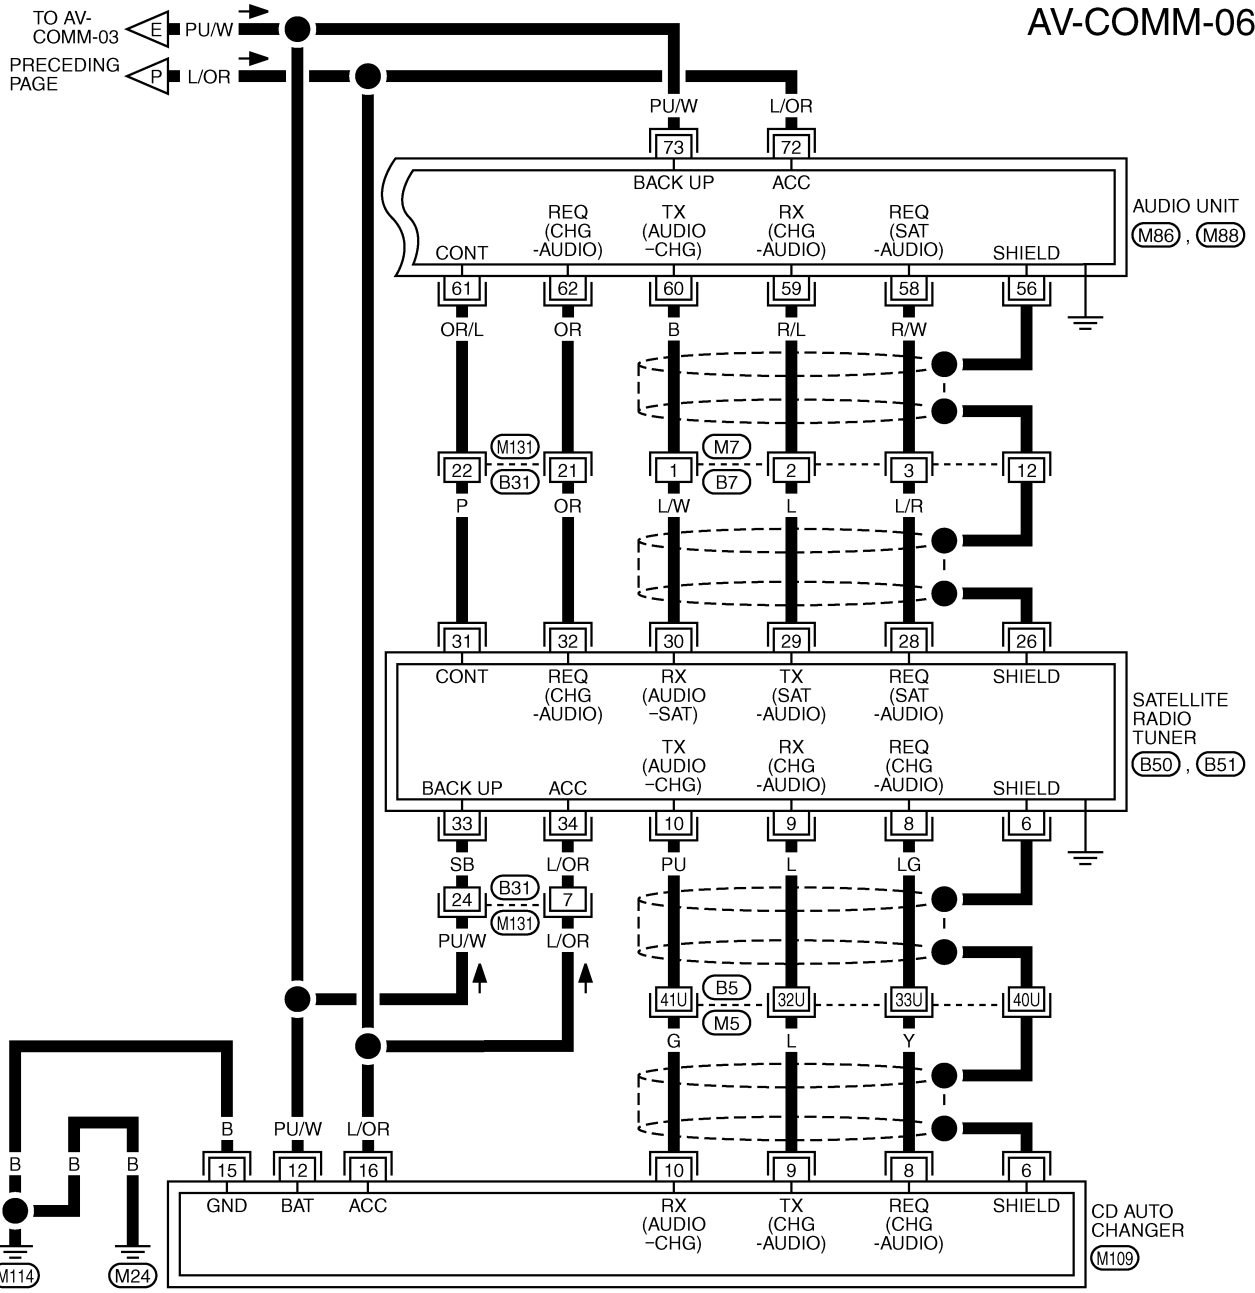 AV-COMM-06
TO AV-
COMM-03
E
PU/W
PRECEDING
PAGE
P
L/OR
PU/W
L/OR
73
72
BACK UP
ACC
CONT
REQ
(CHG
-AUDIO)
TX
(AUDIO
–CHG)
RX
(CHG
-AUDIO)
REQ
(SAT
-AUDIO)
SHIELD
AUDIO UNIT
M86 , M88
61
62
60
59
58
56
OR/L
OR
B
R/L
R/W
M131
M7
22
21
1
2
3
12
B31
B7
P
OR
L/W
L
L/R
31
32
30
29
28
26
CONT
REQ
(CHG
-AUDIO)
RX
(AUDIO
–SAT)
TX
(SAT
-AUDIO)
REQ
(SAT
-AUDIO)
SHIELD
SATELLITE
RADIO
TUNER
B50 , B51
BACK UP
ACC
TX
(AUDIO
–CHG)
RX
(CHG
-AUDIO)
REQ
(CHG
-AUDIO)
SHIELD
33
34
10
9
8
6
SB
L/OR
PU
L
LG
B31
24
7
M131
PU/W
L/OR
B5
41U
32U
33U
40U
M5
G
L
Y
B
PU/W
L/OR
B
B
B
15
12
16
10
9
8
6
GND
BAT
ACC
RX
(AUDIO
–CHG)
TX
(CHG
-AUDIO)
REQ
(CHG
-AUDIO)
SHIELD
CD AUTO
CHANGER
M109
M114
M24